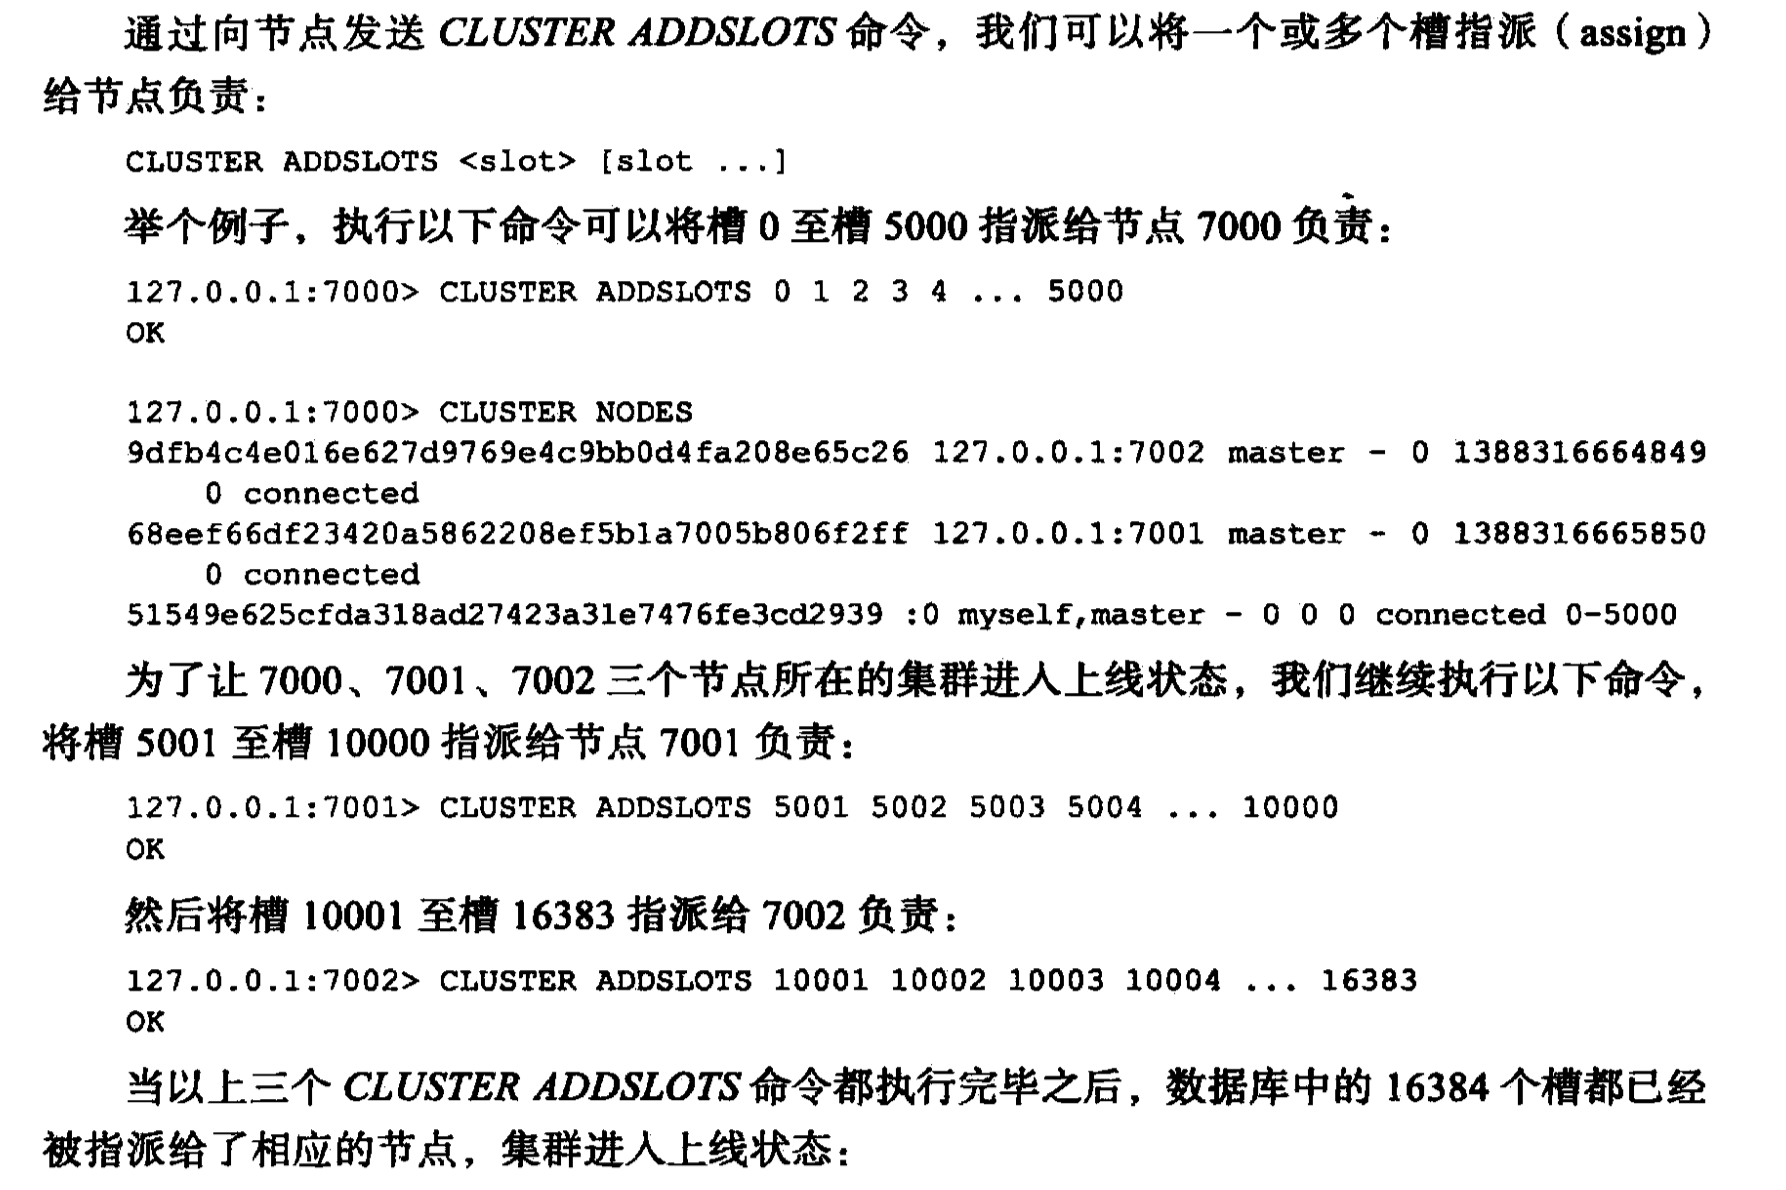 通过向节点发送 CLUSTER ADDSLOTS 命令，我们可以将一个或多个槽指派（assign）
给节点负责：
CLUSTER ADDSLOTS <slot> [slot ...]
举个例子，执行以下命令可以将槽 0 至槽 5000 指派给节点 7000 负责：
127.0.0.1:7000> CLUSTER ADDSLOTS 0 1 2 3 4 ... 5000
OK
127.0.0.1:7000> CLUSTER NODES
9dfb4c4e016e627d9769e4c9bb0d4fa208e65c26 127.0.0.1:7002 master - 0 1388316664849
0 connected
68eef66df23420a5862208ef5b1a7005b806f2ff 127.0.0.1:7001 master - 0 1388316665850
0 connected
51549e625cfda318ad27423a31e7476fe3cd2939 :0 myself,master - 0 0 0 connected 0-5000
为了让 7000、7001、7002 三个节点所在的集群进入上线状态，我们继续执行以下命令，
将槽 5001 至槽 10000 指派给节点 7001 负责：
127.0.0.1:7001> CLUSTER ADDSLOTS 5001 5002 5003 5004 ... 10000
OK
然后将槽 10001 至槽 16383 指派给 7002 负责：
127.0.0.1:7002> CLUSTER ADDSLOTS 10001 10002 10003 10004 ... 16383
OK
当以上三个 CLUSTER ADDSLOTS 命令都执行完毕之后，数据库中的 16384 个槽都已经
被指派给了相应的节点，集群进入上线状态：